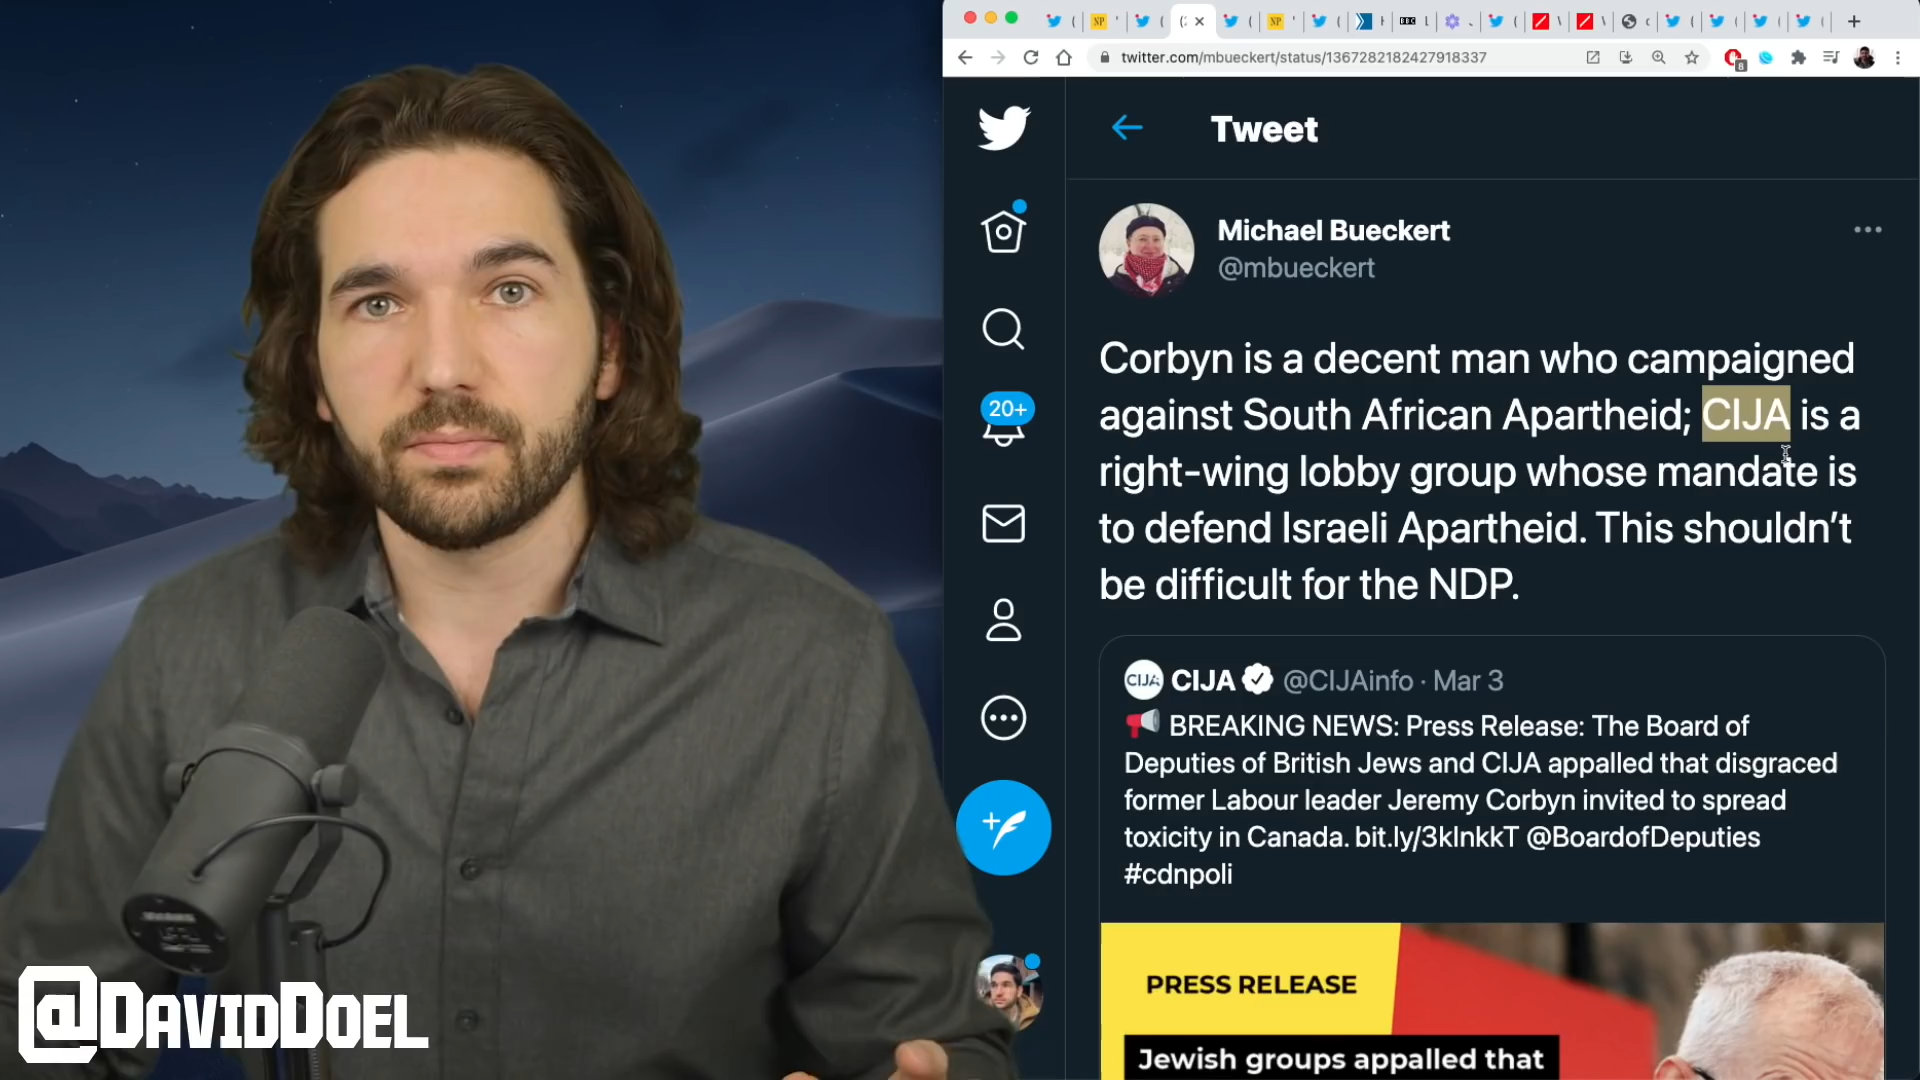 twitter.com/mbueckert/status/1367282182427918337
8
Tweet
Michael Bueckert
@mbueckert
20+
Corbyn is a decent man who campaigned
against South African Apartheid; CIJA is a
right-wing lobby group whose mandate is
to defend Israeli Apartheid. This shouldn't
be difficult for the NDP.
CIJA CIJA @CIJAinfo · Mar 3
BREAKING NEWS: Press Release: The Board of
Deputies of British Jews and CIJA appalled that disgraced
former Labour leader Jeremy Corbyn invited to spread
toxicity in Canada. bit.ly/3klnkkT @BoardofDeputies
#cdnpoli
PRESS RELEASE
Jewish groups appalled that
@DAVIDDOEL